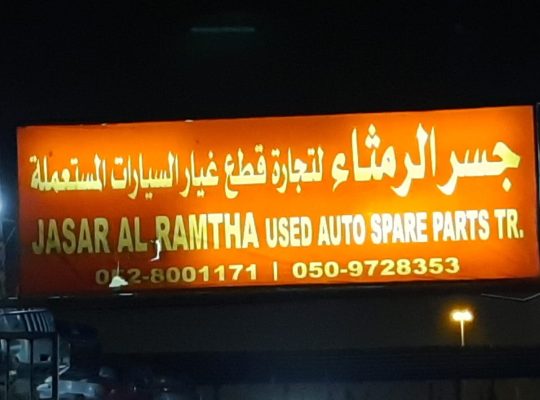 جسر الرمثاء لتجارة قطع غيار السيارات المستعملة
JASAR AL RAMTHA USED AUTO SPARE PARTS TR.
052-8001171 | 050-9728353